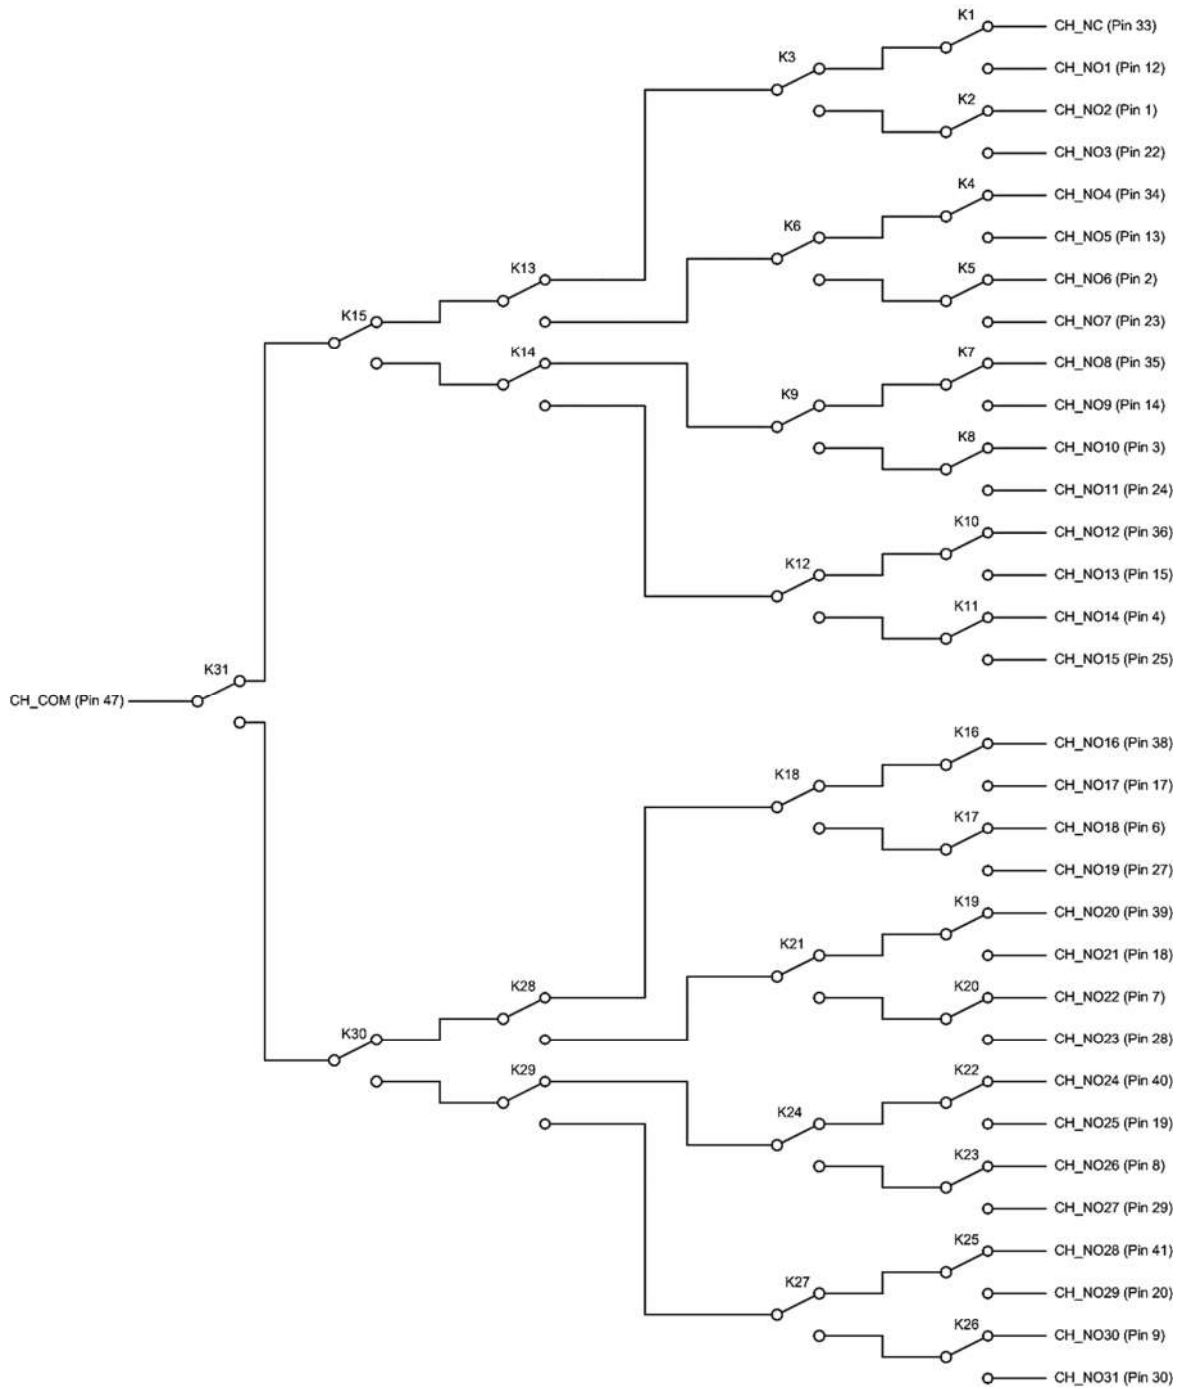 K1
CH_NC (Pin 33)
K3
CH_NO1 (Pin 12)
K2
CH_NO2 (Pin 1)
CH_NO3 (Pin 22)
K4
CH_NO4 (Pin 34)
K6
CH_NO5 (Pin 13)
K13
K5
CH_NO6 (Pin 2)
K15
CH_NO7 (Pin 23)
K14
K7
CH_NO8 (Pin 35)
K9
CH_NO9 (Pin 14)
K8
CH_NO10 (Pin 3)
CH_NO11 (Pin 24)
K10
CH_NO12 (Pin 36)
K12
CH_NO13 (Pin 15)
K11
CH_NO14 (Pin 4)
CH_NO15 (Pin 25)
K31
CH_COM (Pin 47)
K16
CH_NO16 (Pin 38)
K18
CH_NO17 (Pin 17)
K17
CH_NO18 (Pin 6)
CH_NO19 (Pin 27)
K19
CH_NO20 (Pin 39)
K21
CH_NO21 (Pin 18)
K28
K20
CH_NO22 (Pin 7)
K30
CH_NO23 (Pin 28)
K29
K22
CH_NO24 (Pin 40)
K24
CH_NO25 (Pin 19)
K23
CH_NO26 (Pin 8)
CH_NO27 (Pin 29)
K25
CH_NO28 (Pin 41)
K27
CH_NO29 (Pin 20)
K26
CH_NO30 (Pin 9)
CH_NO31 (Pin 30)